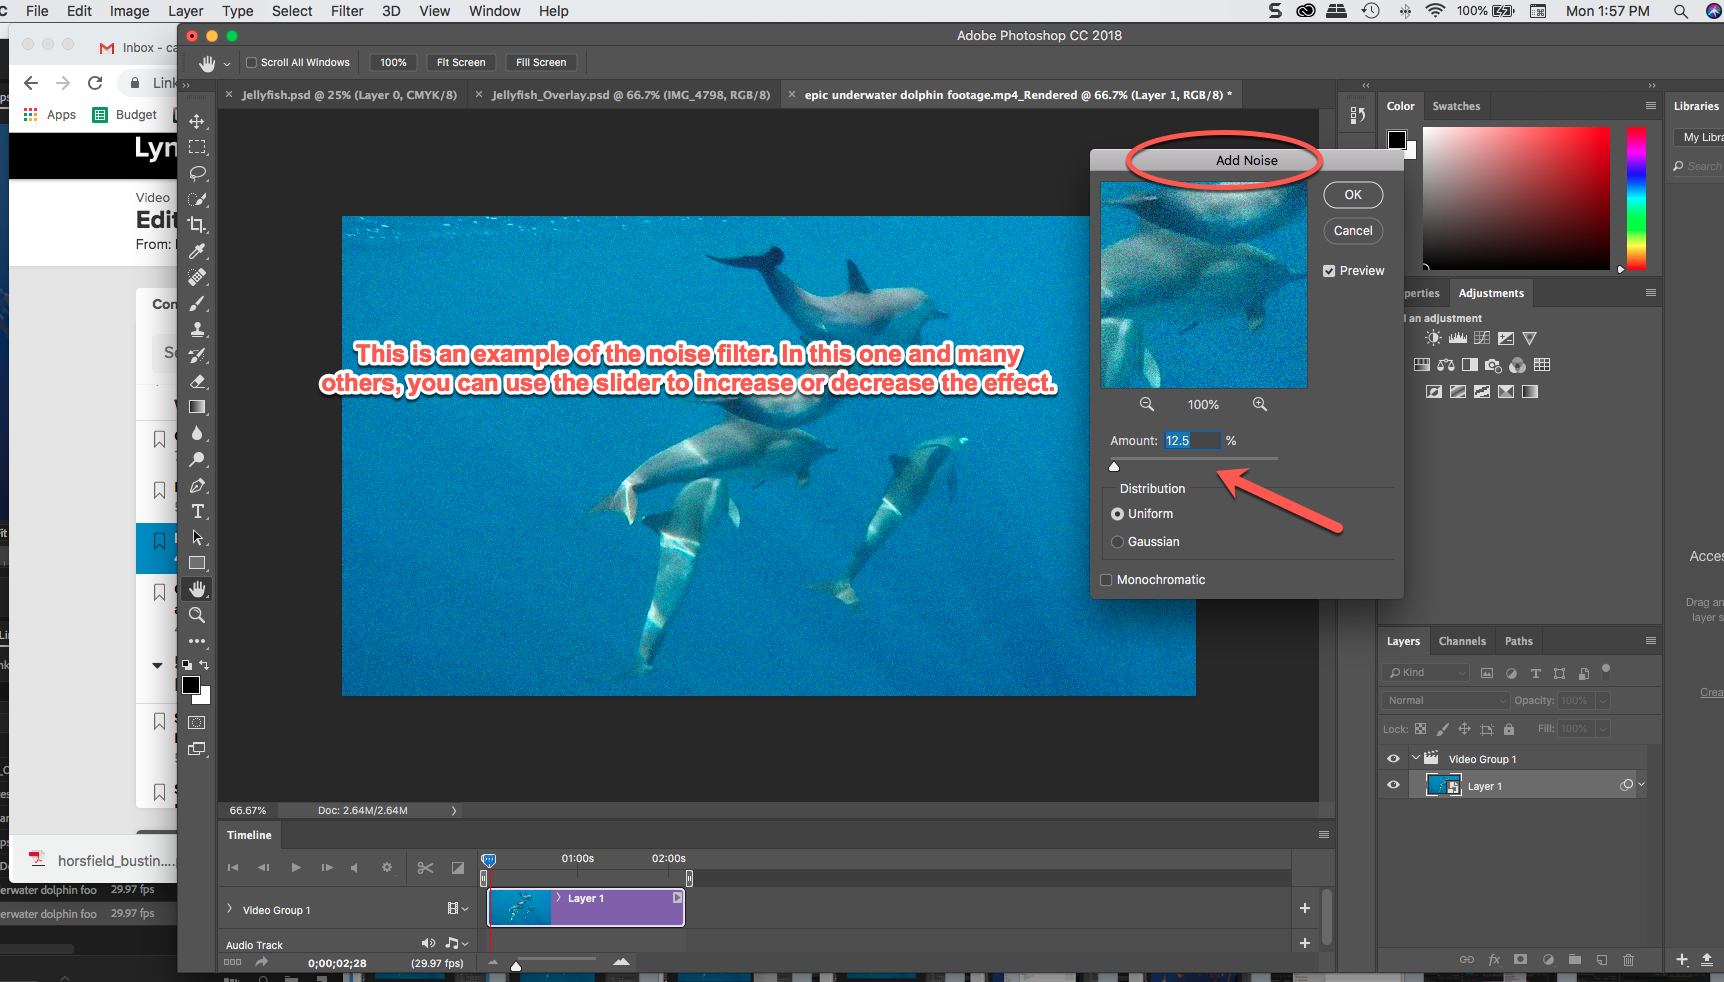 C File Edit Image Layer Type Select Filter 3D View Window Help
100% Mon 1:57 PM
Adobe Photoshop CC 2018
Inbox - ca
Scroll All Windows 100% Fit Screen Fill Screen
Link
Jellyfish.psd @ 25% (Layer 0, CMYK/8)
Jellyfish_Overlay.psd @ 66.7% (IMG_4798, RGB/8)
epic underwater dolphin footage.mp4_Rendered @ 66.7% (Layer 1, RGB/8) *
Color Swatches
Libraries
Apps Budget
My Libra
Search
Lyn
Video
Edit
From:
Con
Add Noise
OK
Cancel
Preview
100%
Amount: 12.5 %
Distribution
Uniform
Gaussian
Monochromatic
This is an example of the noise filter. In this one and many
others, you can use the slider to increase or decrease the effect.
perties Adjustments
an adjustment
Acces
Drag an
layer s
Crea
Layers Channels Paths
Kind
Normal Opacity: 100%
Lock: Fill: 100%
Video Group 1
Layer 1
66.67% Doc: 2.64M/2.64M
Timeline
01:00s 02:00s
Layer 1
Video Group 1
Audio Track
0;00;02;28 (29.97 fps)
horsfield_bustin....
erwater dolphin foo 29.97 fps
erwater dolphin foo 29.97 fps